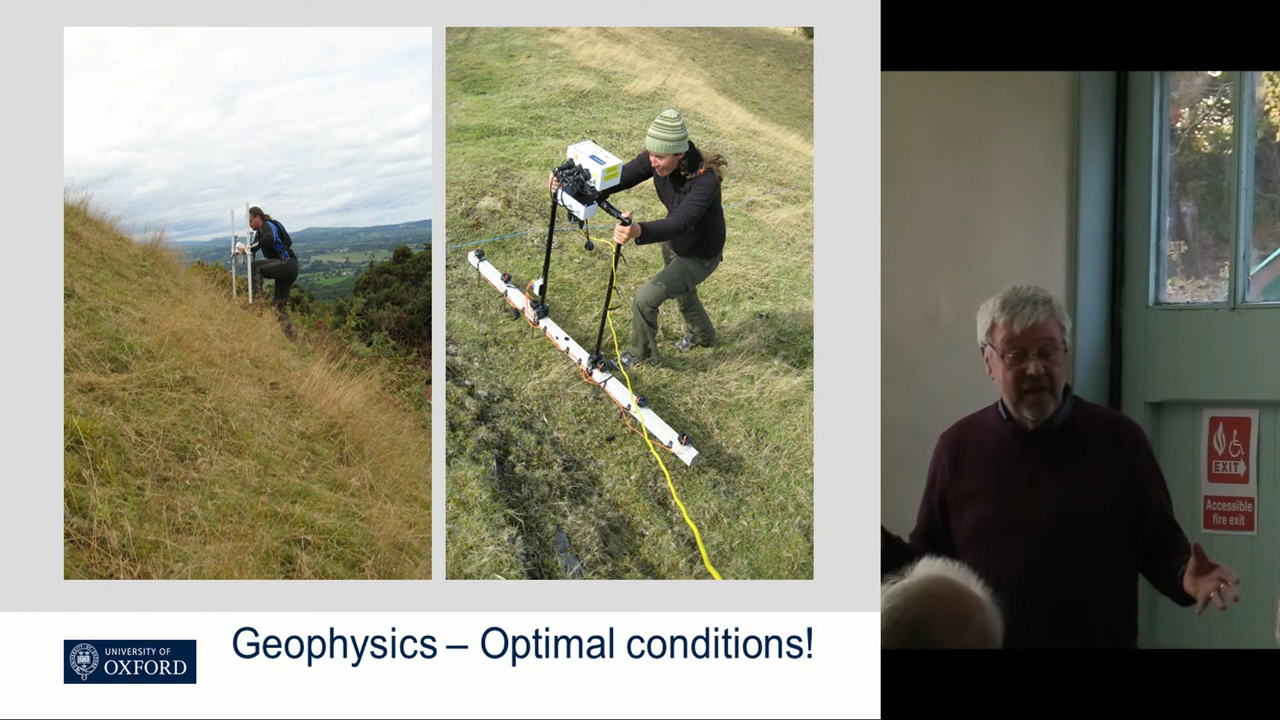 Geophysics – Optimal conditions!
UNIVERSITY OF
OXFORD
EXIT
Accessible
fire exit